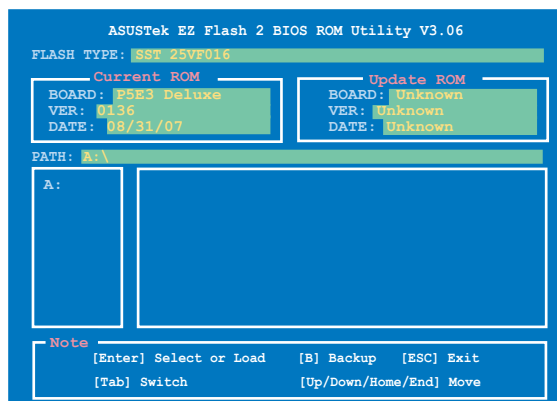 ASUSTek EZ Flash 2 BIOS ROM Utility V3.06
FLASH TYPE: SST 25VF016
Current ROM
BOARD: P5E3 Deluxe
VER: 0136
DATE: 08/31/07
Update ROM
BOARD: Unknown
VER: Unknown
DATE: Unknown
PATH: A:\
A:
Note
[Enter] Select or Load [B] Backup [ESC] Exit
[Tab] Switch [Up/Down/Home/End] Move